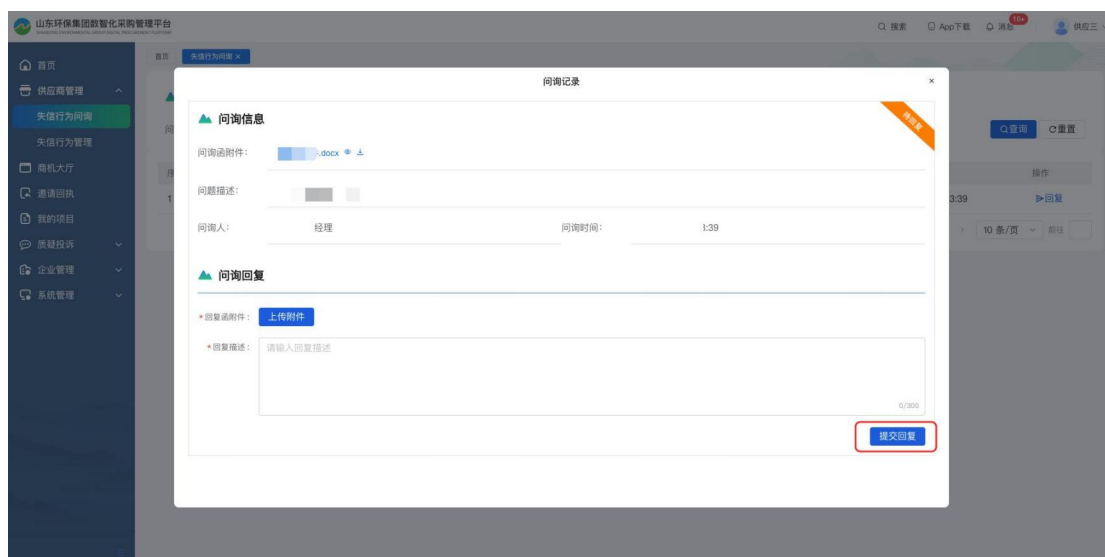 山东环保集团数智化采购管理平台
搜索 App下载 消息 10+ 供应三
首页
供应商管理
失信行为问询
失信行为管理
商机大厅
邀请回执
我的项目
质疑投诉
企业管理
系统管理
首页 失信行为问询 ×
查询 重置
操作
1 3:39 回复
10 条/页 前往
问询记录 ×
待回复
问询信息
问询函附件： .docx
问题描述：
问询人： 经理 问询时间： 3:39
问询回复
*回复函附件： 上传附件
*回复描述： 请输入回复描述
0/300
提交回复